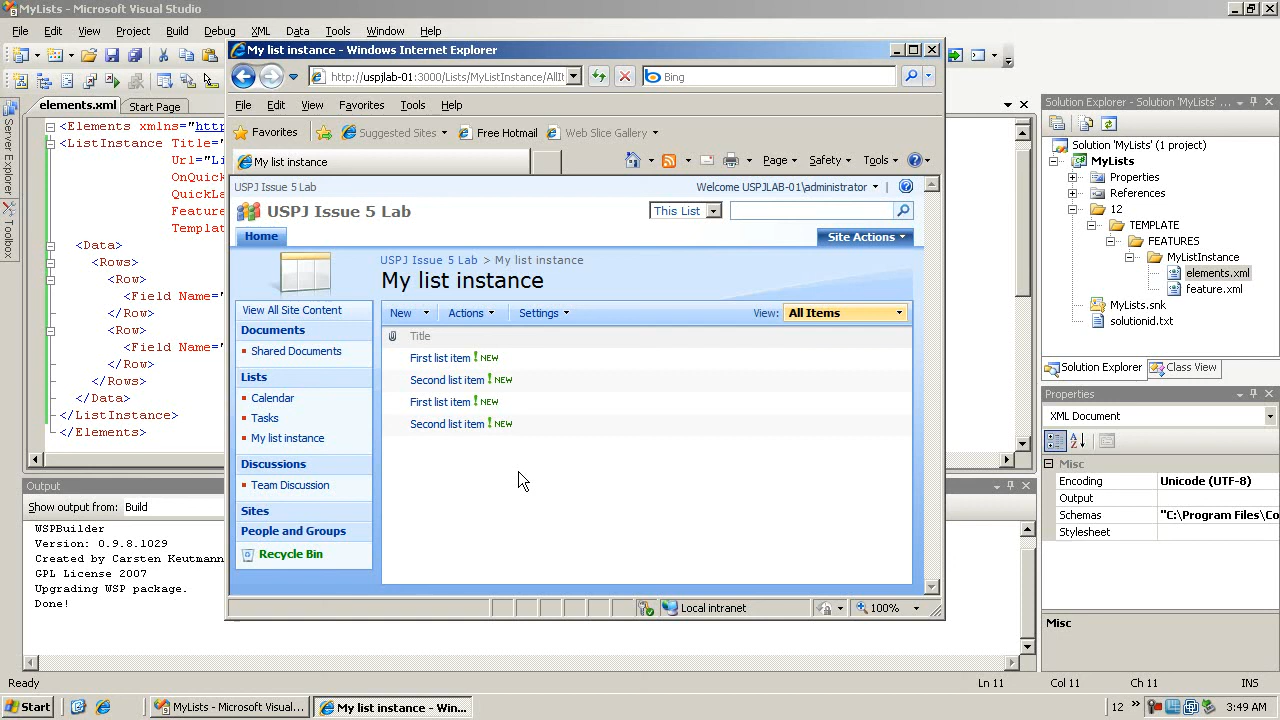 MyLists - Microsoft Visual Studio
File Edit View Project Build Debug XML Data Tools Window Help
elements.xml Start Page
<Elements xmlns="http
<ListInstance Title="
Url="Li
OnQuick
QuickLa
Feature
Templat
<Data>
<Rows>
<Row>
<Field Name="
</Row>
<Row>
<Field Name="
</Row>
</Rows>
</Data>
</ListInstance>
</Elements>
Server Explorer
Toolbox
Output
Show output from: Build
WSPBuilder
Version: 0.9.8.1029
Created by Carsten Keutmann
GPL License 2007
Upgrading WSP package.
Done!
My list instance - Windows Internet Explorer
http://uspjlab-01:3000/Lists/MyListInstance/AllIt
Bing
File Edit View Favorites Tools Help
Favorites Suggested Sites Free Hotmail Web Slice Gallery
My list instance
Page Safety Tools
USPJ Issue 5 Lab
Welcome USPJLAB-01\administrator
USPJ Issue 5 Lab
This List
Home
Site Actions
USPJ Issue 5 Lab > My list instance
My list instance
View All Site Content
Documents
Shared Documents
Lists
Calendar
Tasks
My list instance
Discussions
Team Discussion
Sites
People and Groups
Recycle Bin
New Actions Settings
View: All Items
Title
First list item ! NEW
Second list item ! NEW
First list item ! NEW
Second list item ! NEW
Local intranet
100%
Solution Explorer - Solution 'MyLists' ...
Solution 'MyLists' (1 project)
MyLists
Properties
References
12
TEMPLATE
FEATURES
MyListInstance
elements.xml
feature.xml
MyLists.snk
solutionid.txt
Solution Explorer Class View
Properties
XML Document
Misc
Encoding Unicode (UTF-8)
Output
Schemas "C:\Program Files\Co
Stylesheet
Misc
Ready
Ln 11 Col 11 Ch 11 INS
Start
MyLists - Microsoft Visual...
My list instance - Win...
12
3:49 AM